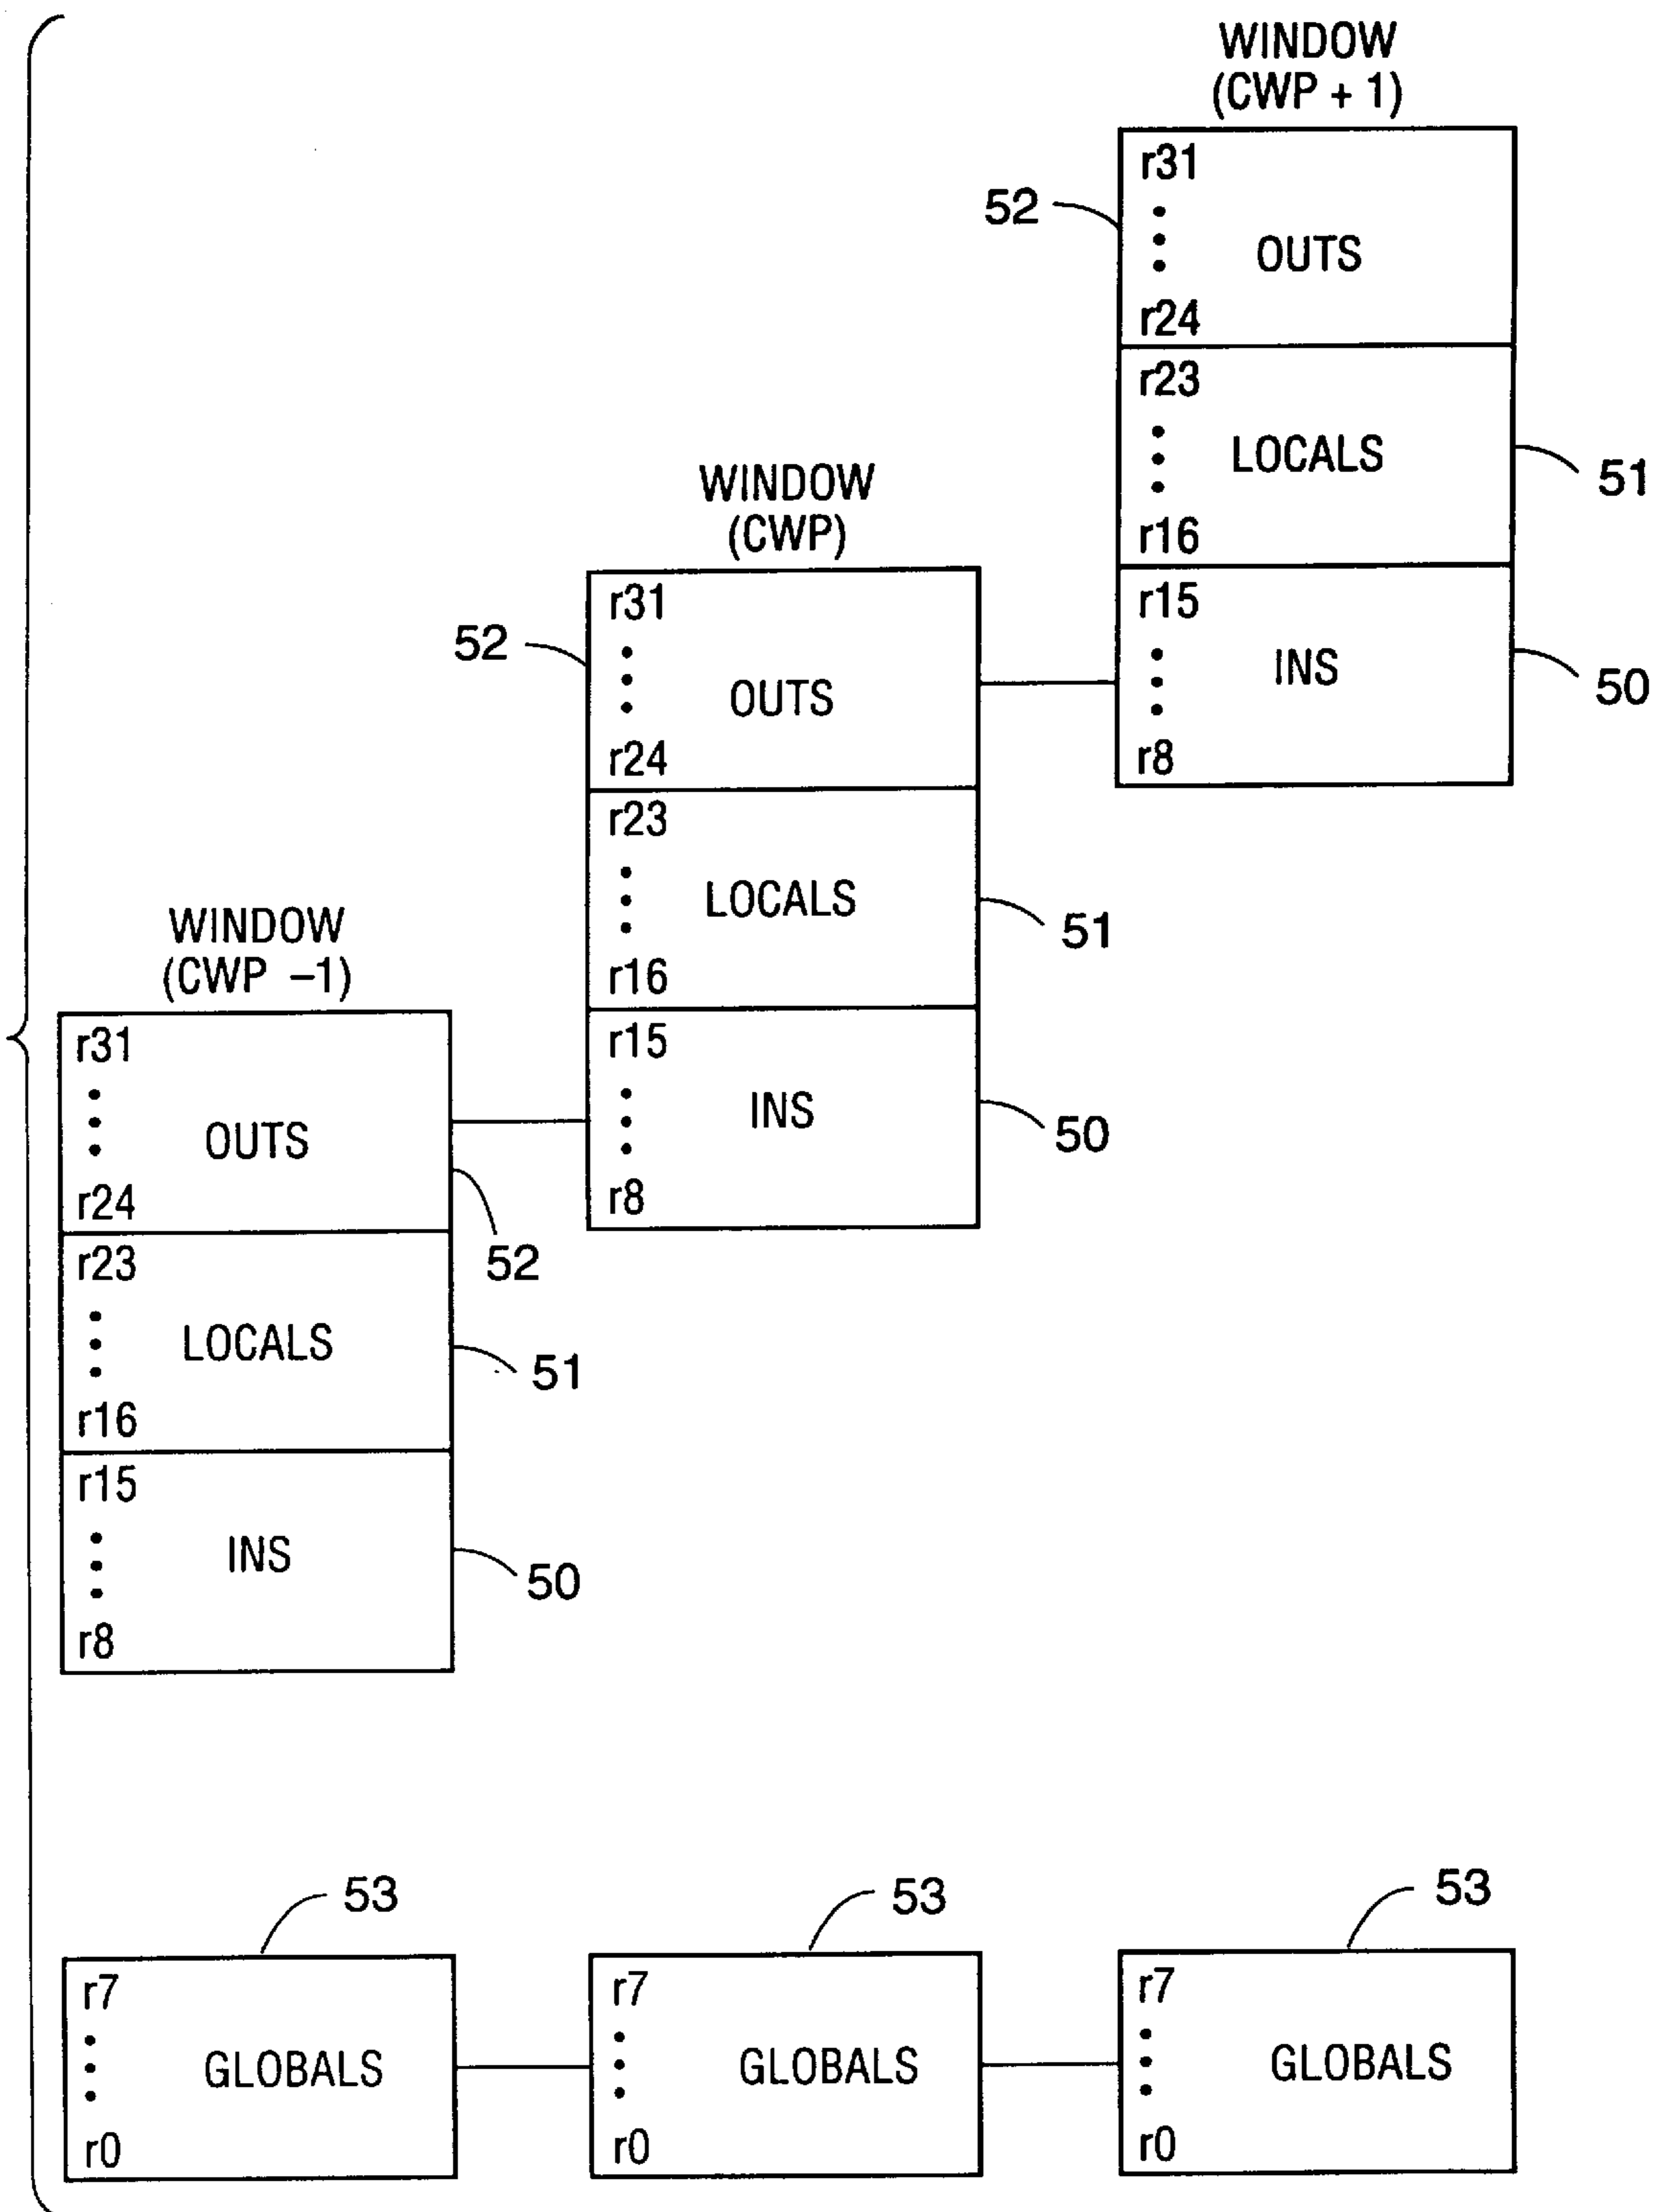 WINDOW
(CWP + 1)
r31
52
OUTS
r24
r23
LOCALS
51
r16
r15
INS
50
r8
WINDOW
(CWP)
r31
52
OUTS
r24
r23
LOCALS
51
r16
r15
INS
50
r8
WINDOW
(CWP –1)
r31
OUTS
r24
52
r23
LOCALS
51
r16
r15
INS
50
r8
53
r7
GLOBALS
r0
53
r7
GLOBALS
r0
53
r7
GLOBALS
r0